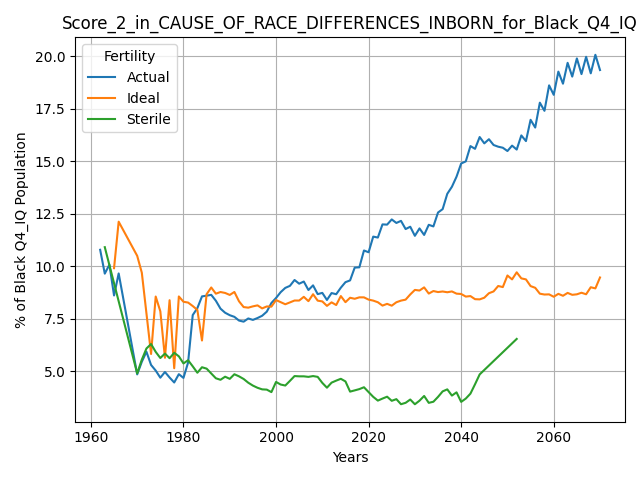 Score_2_in_CAUSE_OF_RACE_DIFFERENCES_INBORN_for_Black_Q4_IQ
Fertility
Actual
Ideal
Sterile
% of Black Q4_IQ Population
20.0
17.5
15.0
12.5
10.0
7.5
5.0
1960
1980
2000
2020
2040
2060
Years